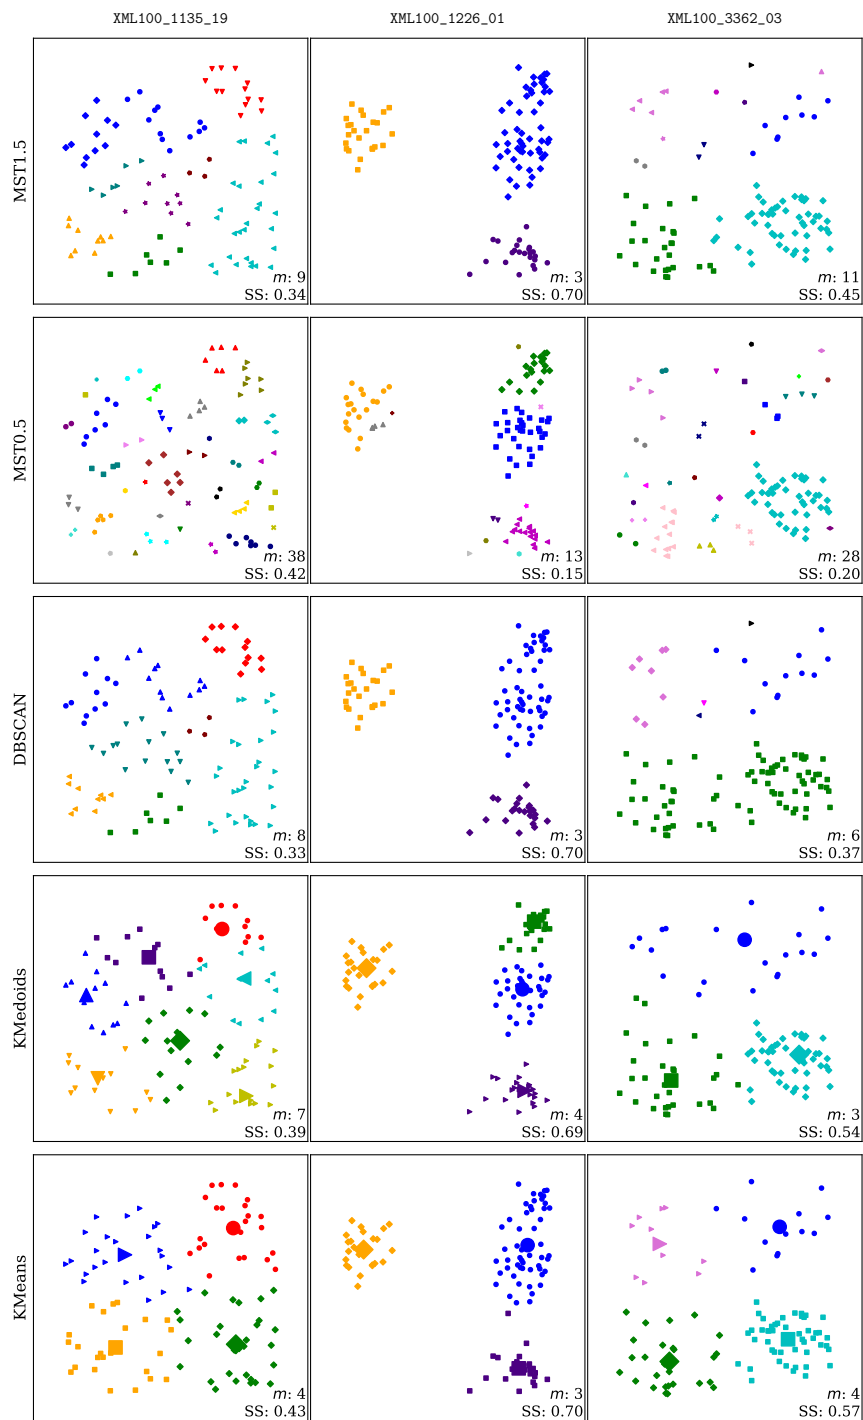 XML100_1135_19 XML100_1226_01 XML100_3362_03
MST1.5
m: 9
SS: 0.34
m: 3
SS: 0.70
m: 11
SS: 0.45
MST0.5
m: 38
SS: 0.42
m: 13
SS: 0.15
m: 28
SS: 0.20
DBSCAN
m: 8
SS: 0.33
m: 3
SS: 0.70
m: 6
SS: 0.37
KMedoids
m: 7
SS: 0.39
m: 4
SS: 0.69
m: 3
SS: 0.54
KMeans
m: 4
SS: 0.43
m: 3
SS: 0.70
m: 4
SS: 0.57